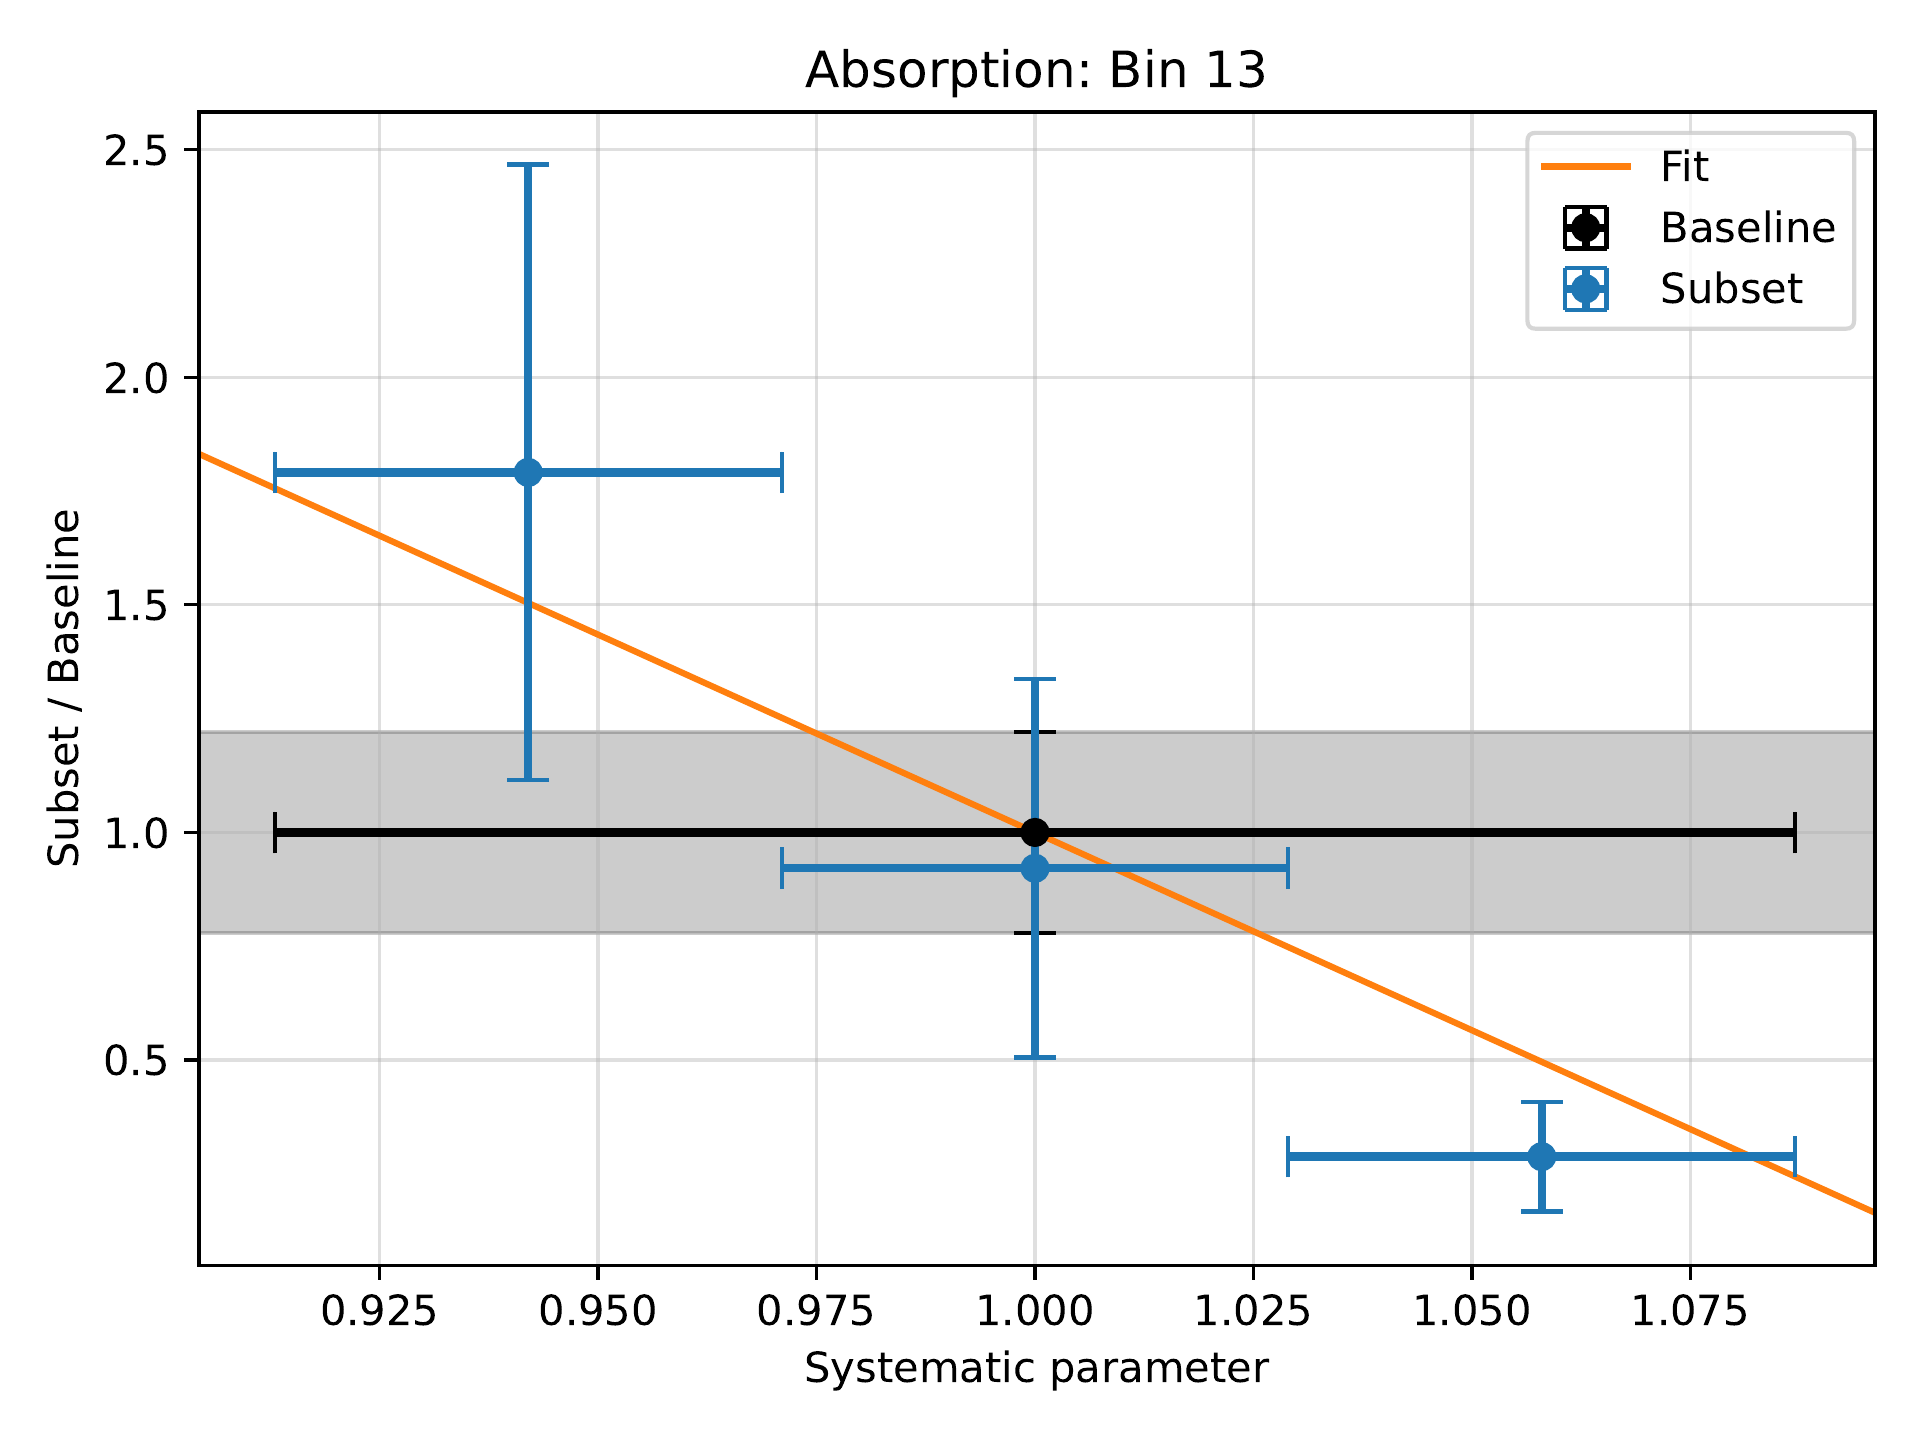 Absorption: Bin 13
Fit
Baseline
Subset
2.5
2.0
1.5
1.0
0.5
Subset / Baseline
0.925 0.950 0.975 1.000 1.025 1.050 1.075
Systematic parameter